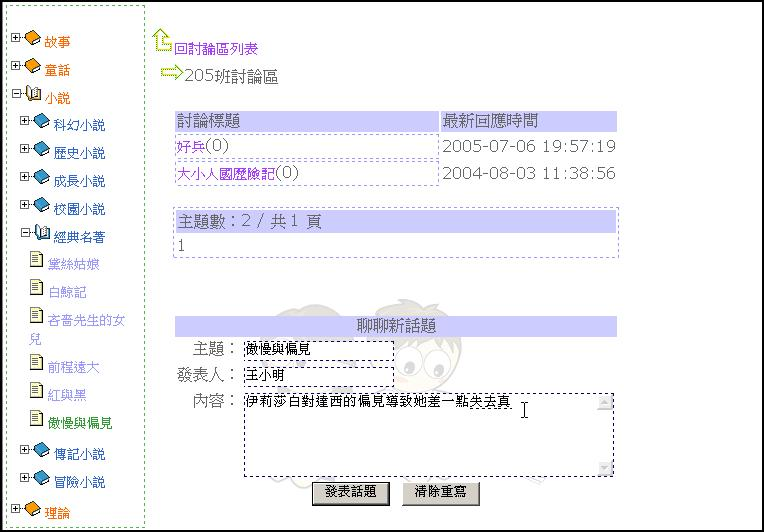 故事
童話
小說
科幻小說
歷史小說
成長小說
校園小說
經典名著
黛絲姑娘
白鯨記
吝嗇先生的女
兒
前程遠大
紅與黑
傲慢與偏見
傳記小說
冒險小說
理論
回討論區列表
205班討論區
討論標題 最新回應時間
好兵(0) 2005-07-06 19:57:19
大小人國歷險記(0) 2004-08-03 11:38:56
主題數：2 / 共 1 頁
1
聊聊新話題
主題： 傲慢與偏見
發表人： 王小明
內容： 伊莉莎白對達西的偏見導致她差一點失去真
發表話題 清除重寫